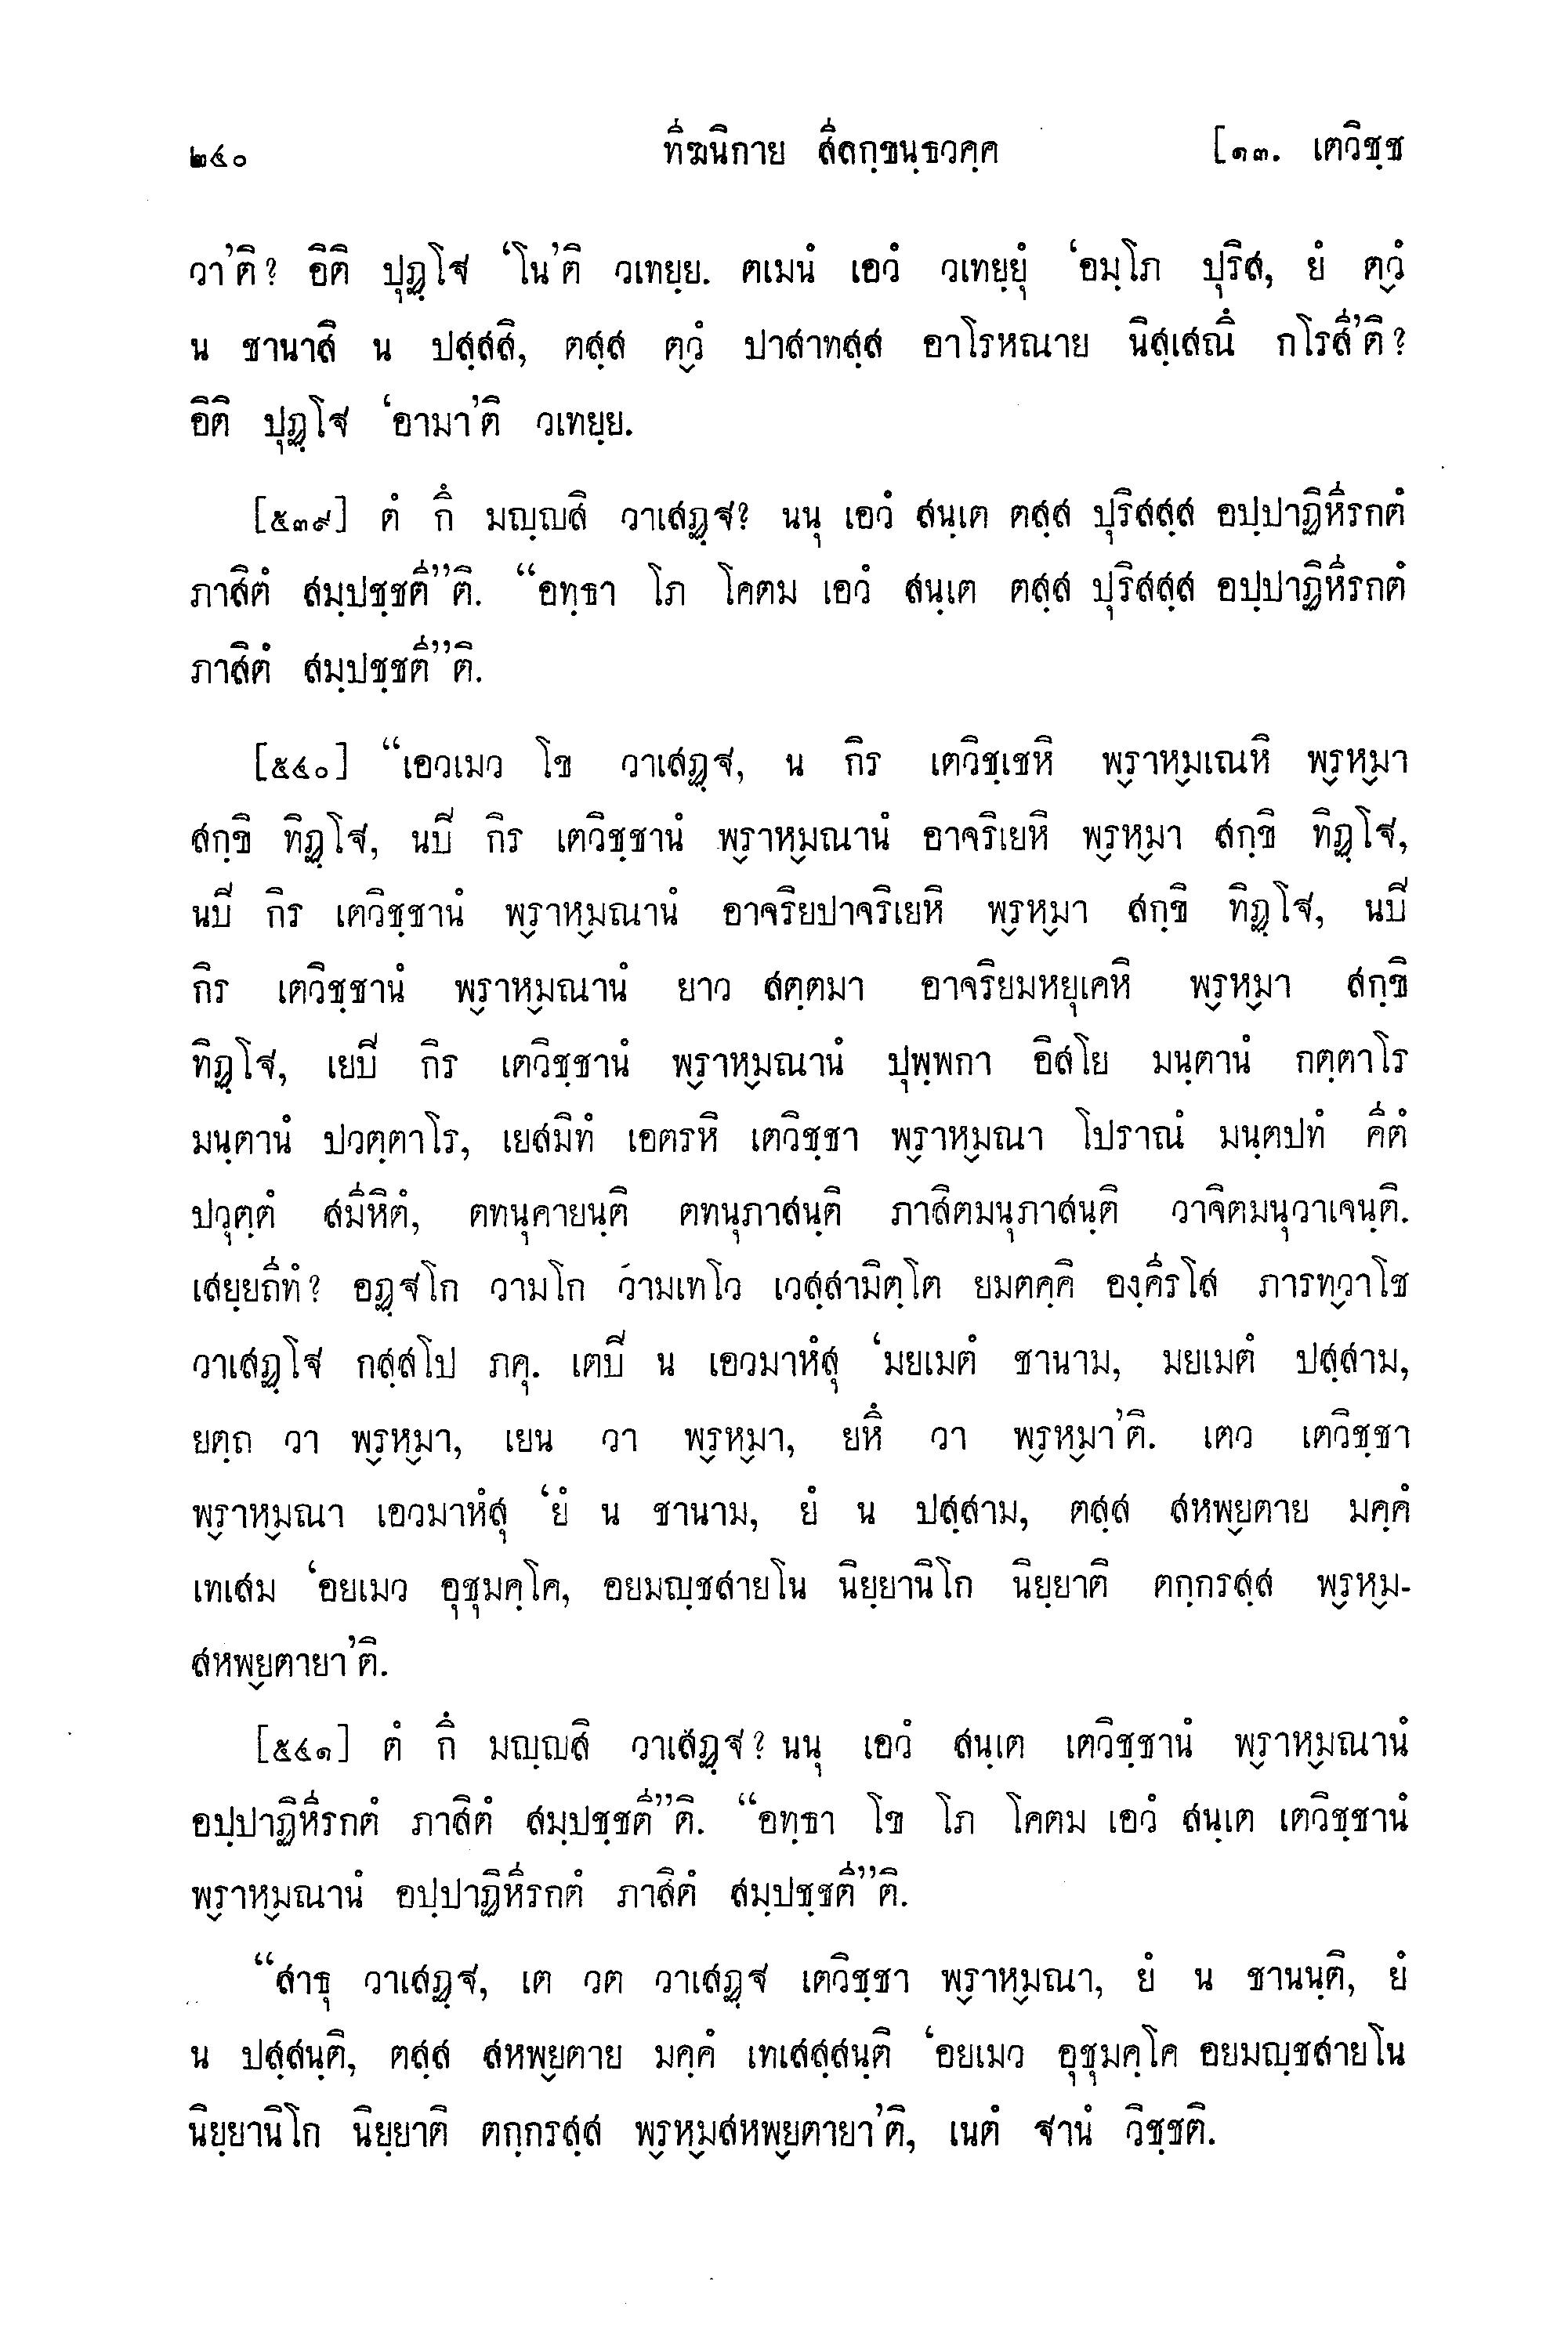 ๒๔๐ ทีฆนิกาย สีลกฺขนฺธวคฺค [๑๓. เตวิชฺช
วา’ติ? อิติ ปุฏฺโฐ ‘โน’ติ วเทยฺย. ตเมนํ เอวํ วเทยฺยุํ ‘อมฺโภ ปุริส, ยํ ตฺวํ
น ชานาสิ น ปสฺสสิ, ตสฺส ตฺวํ ปาสาทสฺส อาโรหณาย นิสฺเสณึ กโรสี’ติ?
อิติ ปุฏฺโฐ ‘อามา’ติ วเทยฺย.
[๕๓๙] ตํ กึ มญฺญสิ วาเสฏฺฐ? นนุ เอวํ สนฺเต ตสฺส ปุริสสฺส อปฺปาฏิหีรกตํ
ภาสิตํ สมฺปชฺชตี”ติ. “อทฺธา โภ โคตม เอวํ สนฺเต ตสฺส ปุริสสฺส อปฺปาฏิหีรกตํ
ภาสิตํ สมฺปชฺชตี”ติ.
[๕๔๐] “เอวเมว โข วาเสฏฺฐ, น กิร เตวิชฺเชหิ พฺราหฺมเณหิ พฺรหฺมา
สกฺขิ ทิฏฺโฐ, นปิ กิร เตวิชฺชานํ พฺราหฺมณานํ อาจริเยหิ พฺรหฺมา สกฺขิ ทิฏฺโฐ,
นปิ กิร เตวิชฺชานํ พฺราหฺมณานํ อาจริยปาจริเยหิ พฺรหฺมา สกฺขิ ทิฏฺโฐ, นปิ
กิร เตวิชฺชานํ พฺราหฺมณานํ ยาว สตฺตมา อาจริยมหยุเคหิ พฺรหฺมา สกฺขิ
ทิฏฺโฐ, เยปิ กิร เตวิชฺชานํ พฺราหฺมณานํ ปุพฺพกา อิสโย มนฺตานํ กตฺตาโร
มนฺตานํ ปวตฺตาโร, เยสมิทํ เอตรหิ เตวิชฺชา พฺราหฺมณา โปราณํ มนฺตปทํ คีตํ
ปวุตฺตํ สมีหิตํ, ตทนุคายนฺติ ตทนุภาสนฺติ ภาสิตมนุภาสนฺติ วาจิตมนุวาเจนฺติ.
เสยฺยถีทํ? อฏฺฐโก วามโก วามเทโว เวสฺสามิตฺโต ยมตคฺคิ องฺคีรโส ภารทฺวาโช
วาเสฏฺโฐ กสฺสโป ภคุ. เตปิ น เอวมาหํสุ ‘มยเมตํ ชานาม, มยเมตํ ปสฺสาม,
ยตฺถ วา พฺรหฺมา, เยน วา พฺรหฺมา, ยหึ วา พฺรหฺมา’ติ. เตว เตวิชฺชา
พฺราหฺมณา เอวมาหํสุ ‘ยํ น ชานาม, ยํ น ปสฺสาม, ตสฺส สหพฺยตาย มคฺคํ
เทเสม ‘อยเมว อุชุมคฺโค, อยมญฺชสายโน นิยฺยานิโก นิยฺยาติ ตกฺกรสฺส พฺรหฺม-
สหพฺยตายา’ติ.
[๕๔๑] ตํ กึ มญฺญสิ วาเสฏฺฐ? นนุ เอวํ สนฺเต เตวิชฺชานํ พฺราหฺมณานํ
อปฺปาฏิหีรกตํ ภาสิตํ สมฺปชฺชตี”ติ. “อทฺธา โข โภ โคตม เอวํ สนฺเต เตวิชฺชานํ
พฺราหฺมณานํ อปฺปาฏิหีรกตํ ภาสิตํ สมฺปชฺชตี”ติ.
“สาธุ วาเสฏฺฐ, เต วต วาเสฏฺฐ เตวิชฺชา พฺราหฺมณา, ยํ น ชานนฺติ, ยํ
น ปสฺสนฺติ, ตสฺส สหพฺยตาย มคฺคํ เทเสสฺสนฺติ ‘อยเมว อุชุมคฺโค อยมญฺชสายโน
นิยฺยานิโก นิยฺยาติ ตกฺกรสฺส พฺรหฺมสหพฺยตายา’ติ, เนตํ ฐานํ วิชฺชติ.